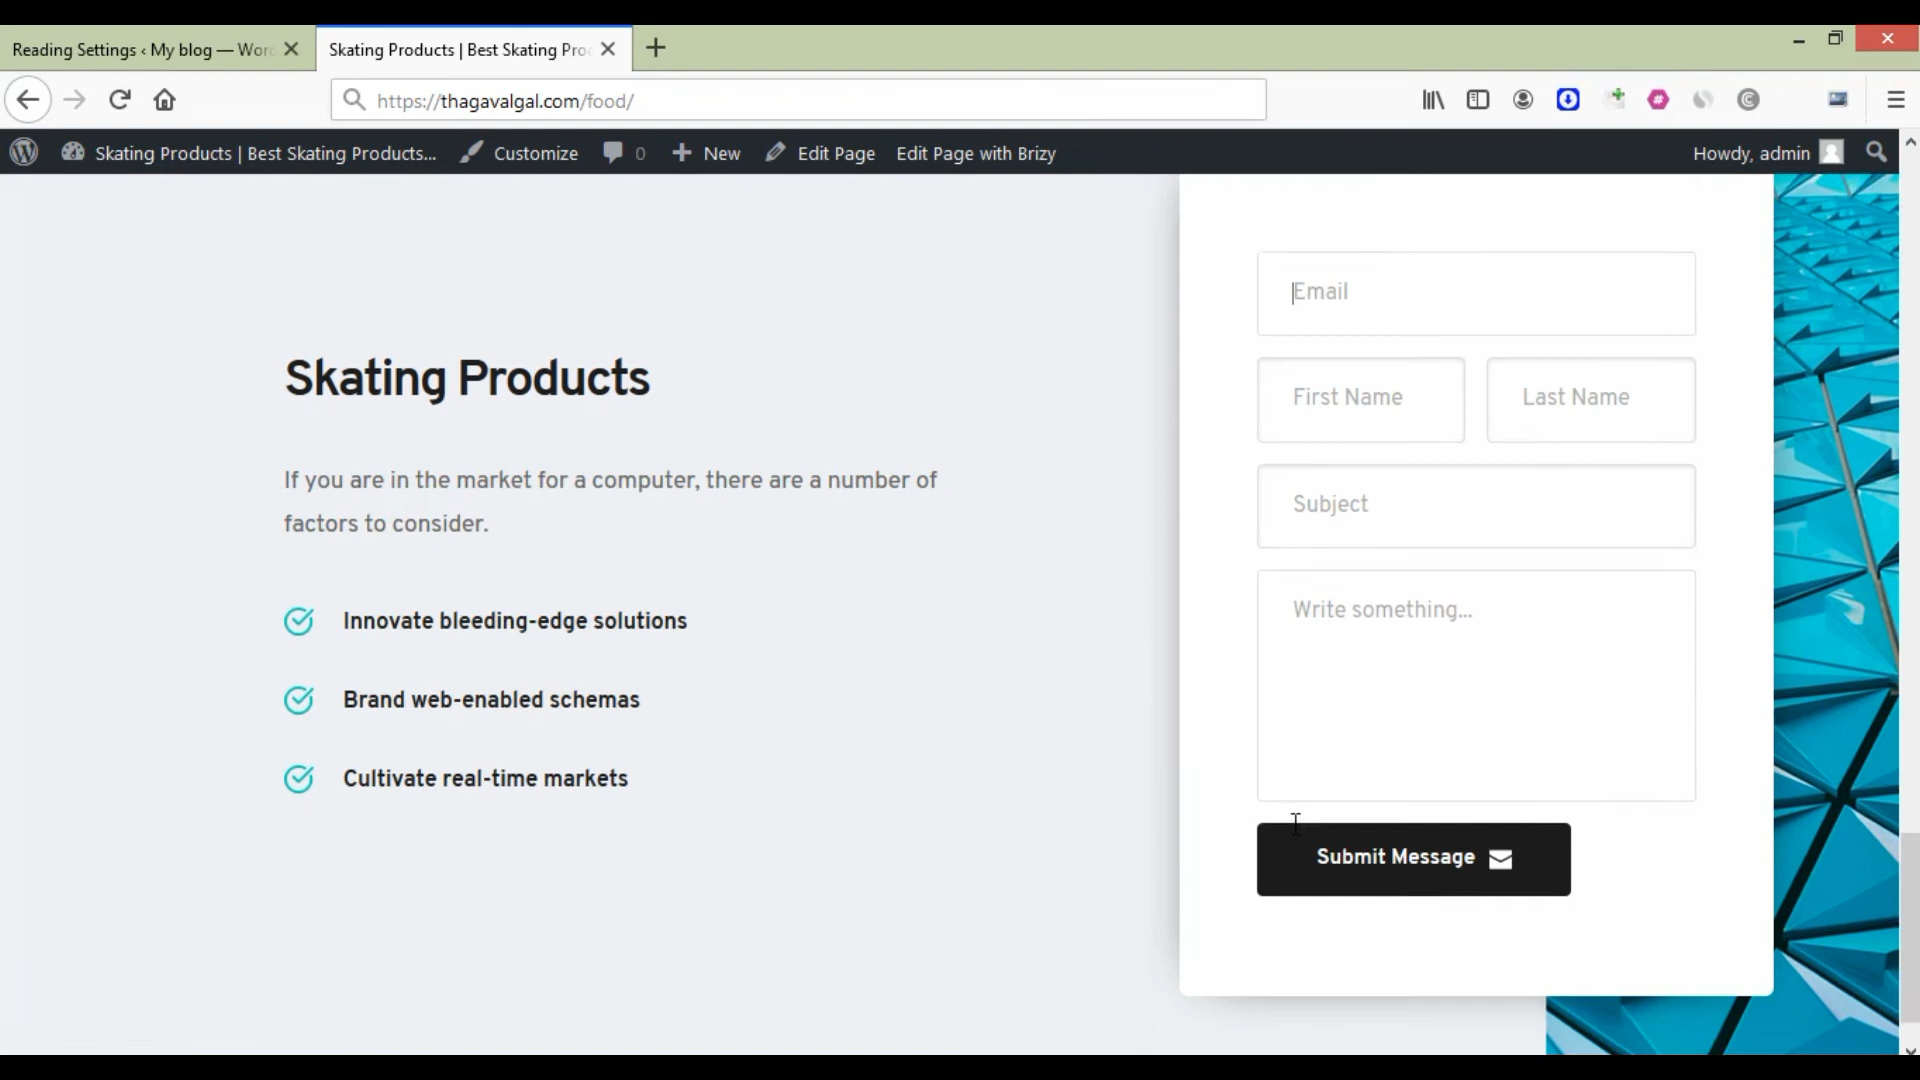 Reading Settings ‹ My blog — Wor
Skating Products | Best Skating Pro
https://thagavalgal.com/food/
Skating Products | Best Skating Products...
Customize
0
New
Edit Page
Edit Page with Brizy
Howdy, admin
Email
First Name
Last Name
Subject
Write something...
Submit Message
Skating Products
If you are in the market for a computer, there are a number of
factors to consider.
Innovate bleeding-edge solutions
Brand web-enabled schemas
Cultivate real-time markets